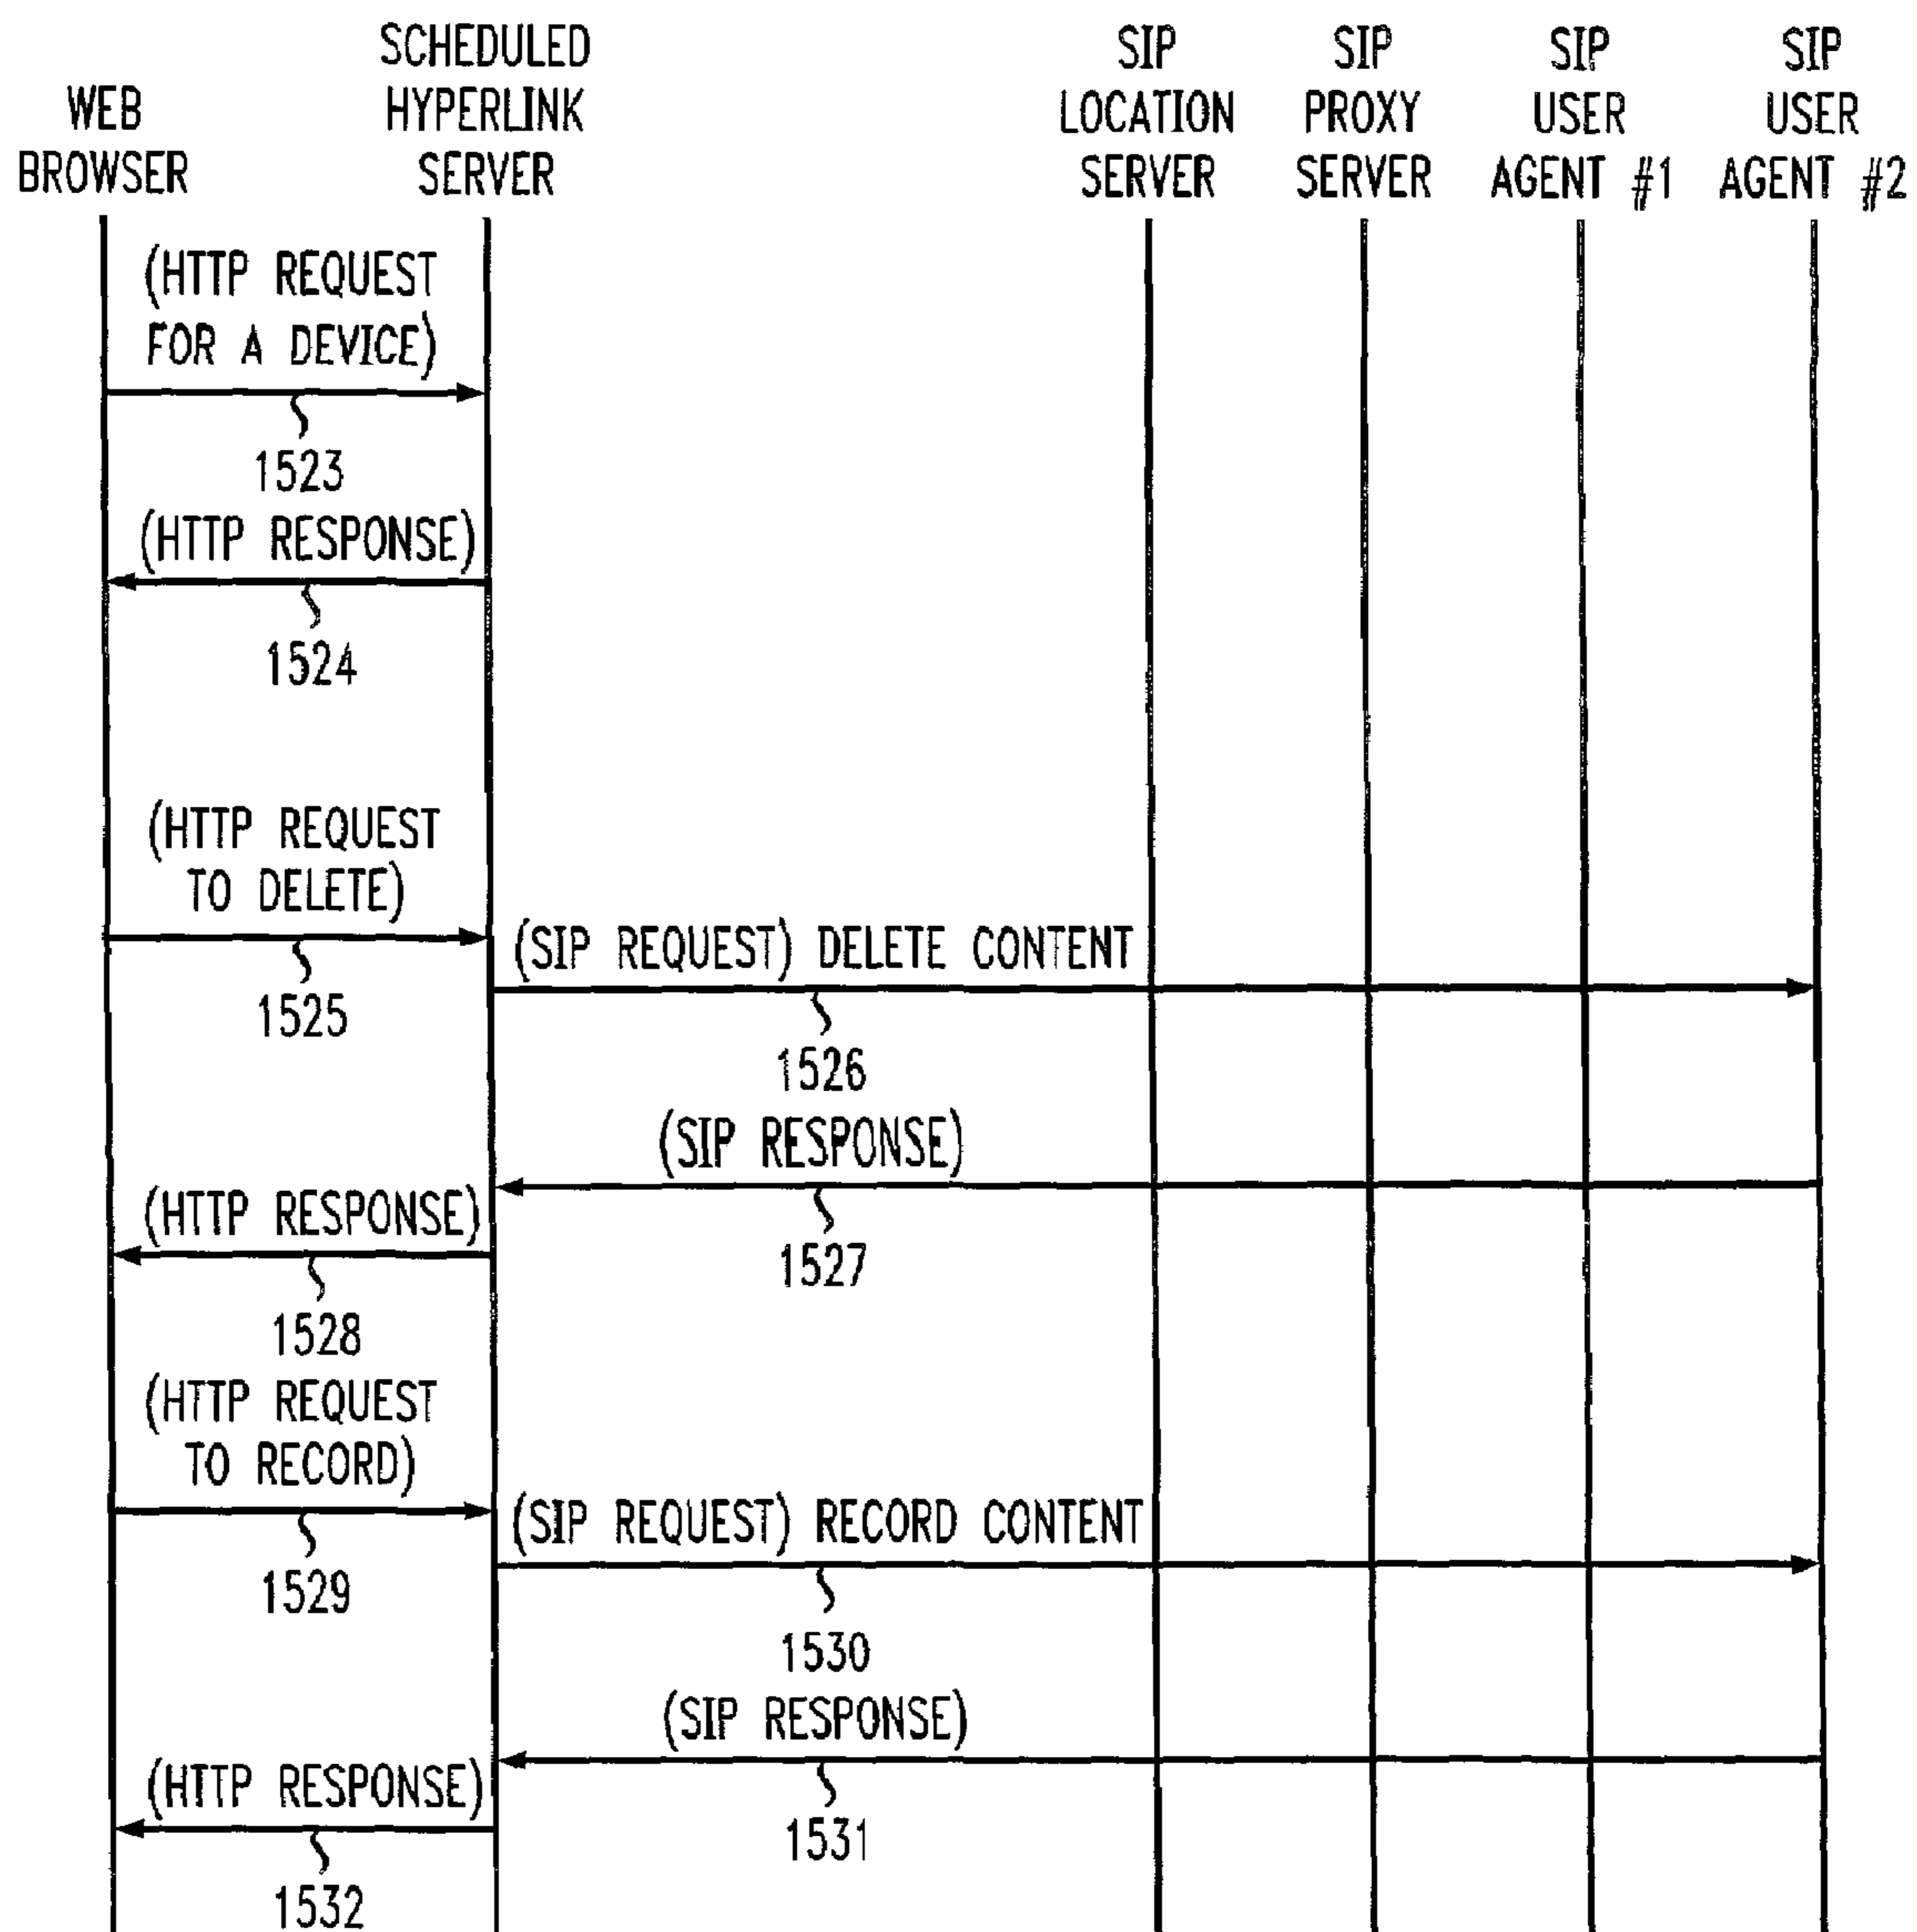 WEB
BROWSER
SCHEDULED
HYPERLINK
SERVER
SIP
LOCATION
SERVER
SIP
PROXY
SERVER
SIP
USER
AGENT #1
SIP
USER
AGENT #2
(HTTP REQUEST
FOR A DEVICE)
1523
(HTTP RESPONSE)
1524
(HTTP REQUEST
TO DELETE)
1525
(SIP REQUEST) DELETE CONTENT
1526
(SIP RESPONSE)
1527
(HTTP RESPONSE)
1528
(HTTP REQUEST
TO RECORD)
1529
(SIP REQUEST) RECORD CONTENT
1530
(SIP RESPONSE)
1531
(HTTP RESPONSE)
1532